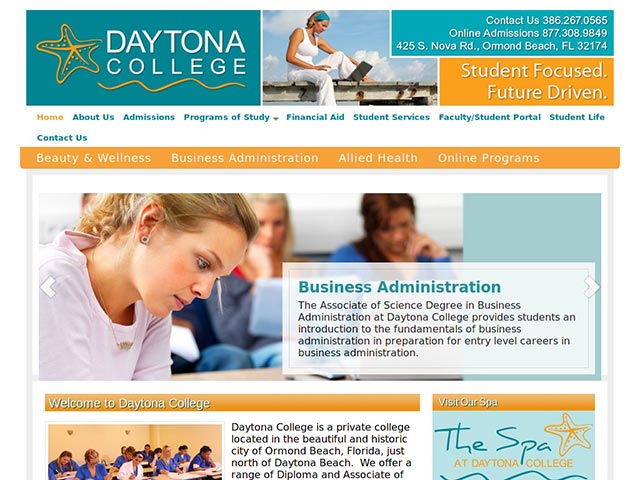 DAYTONA
COLLEGE
Contact Us 386.267.0565
Online Admissions 877.308.9849
425 S. Nova Rd., Ormond Beach, FL 32174
Student Focused.
Future Driven.
Home About Us Admissions Programs of Study Financial Aid Student Services Faculty/Student Portal Student Life
Contact Us
Beauty & Wellness Business Administration Allied Health Online Programs
Business Administration
The Associate of Science Degree in Business
Administration at Daytona College provides students an
introduction to the fundamentals of business
administration in preparation for entry level careers in
business administration.
Welcome to Daytona College
Daytona College is a private college
located in the beautiful and historic
city of Ormond Beach, Florida, just
north of Daytona Beach. We offer a
range of Diploma and Associate of
Visit Our Spa
The Spa
AT DAYTONA COLLEGE